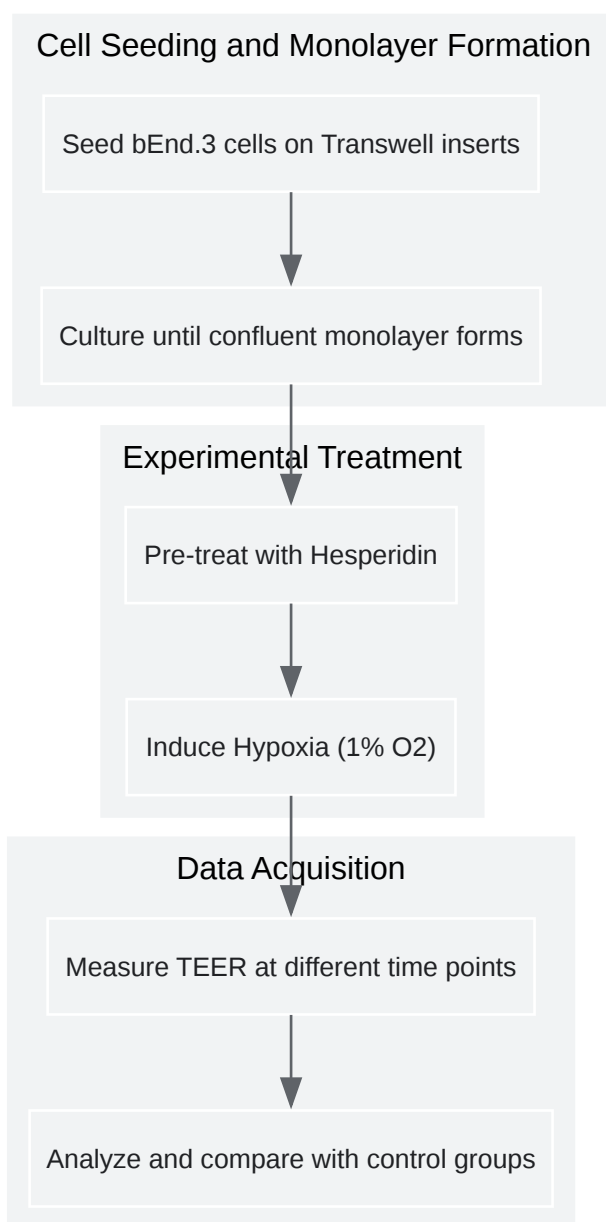 Cell Seeding and Monolayer Formation
Seed bEnd.3 cells on Transwell inserts
Culture until confluent monolayer forms
Experimental Treatment
Pre-treat with Hesperidin
Induce Hypoxia (1% O2)
Data Acquisition
Measure TEER at different time points
Analyze and compare with control groups